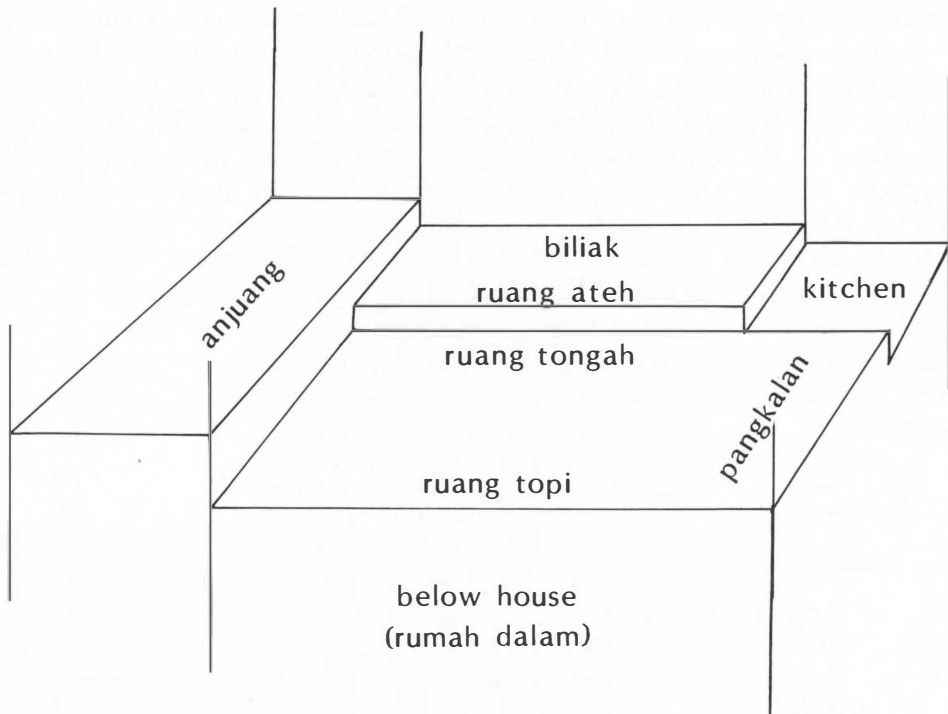 biliak
ruang ateh
kitchen
anjuang
ruang tongah
pangkalan
ruang topi
below house
(rumah dalam)